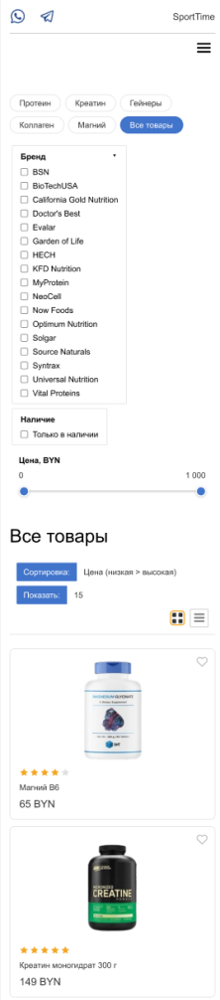 SportTime
Протеин
Креатин
Гейнеры
Коллаген
Магний
Все товары
Бренд
BSN
BioTechUSA
California Gold Nutrition
Doctor's Best
Evalar
Garden of Life
HECH
KFD Nutrition
MyProtein
NeoCell
Now Foods
Optimum Nutrition
Solgar
Source Naturals
Syntrax
Universal Nutrition
Vital Proteins
Наличие
Только в наличии
Цена, BYN
0
1 000
Все товары
Сортировка:
Цена (низкая > высокая)
Показать:
15
MAGNESIUM GLYCINATE
Магний B6
65 BYN
CREATINE
POWDER
Креатин моногидрат 300 г
149 BYN